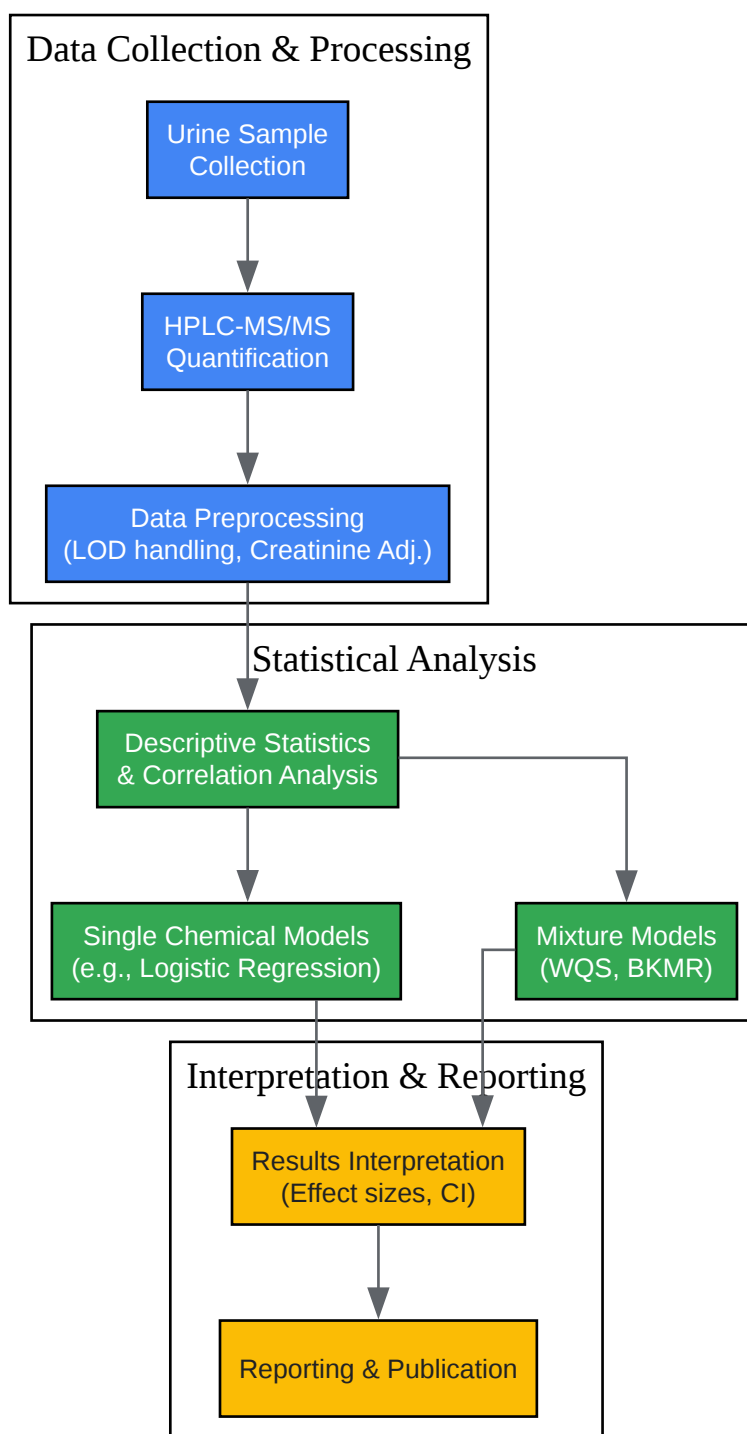 Data Collection & Processing
Urine Sample
Collection
HPLC-MS/MS
Quantification
Data Preprocessing
(LOD handling, Creatinine Adj.)
Statistical Analysis
Descriptive Statistics
& Correlation Analysis
Single Chemical Models
(e.g., Logistic Regression)
Mixture Models
(WQS, BKMR)
Interpretation & Reporting
Results Interpretation
(Effect sizes, CI)
Reporting & Publication